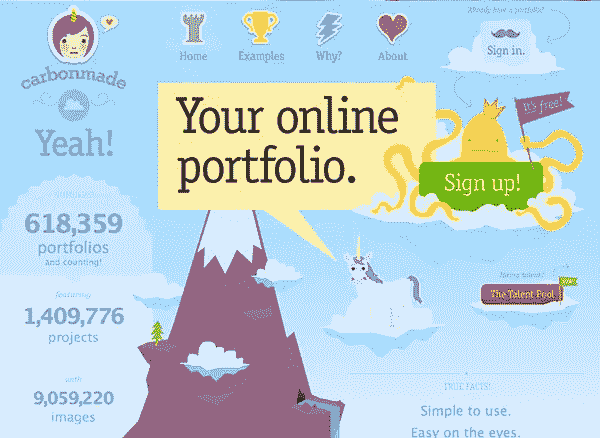 carbonmade
Yeah!
Home
Examples
Why?
About
Already have a portfolio?
Sign in.
Your online
portfolio.
It's free!
Sign up!
618,359
portfolios
and counting!
featuring
1,409,776
projects
with
9,059,220
images
Hiring talent?
The Talent Pool
TRUE FACTS!
Simple to use.
Easy on the eyes.